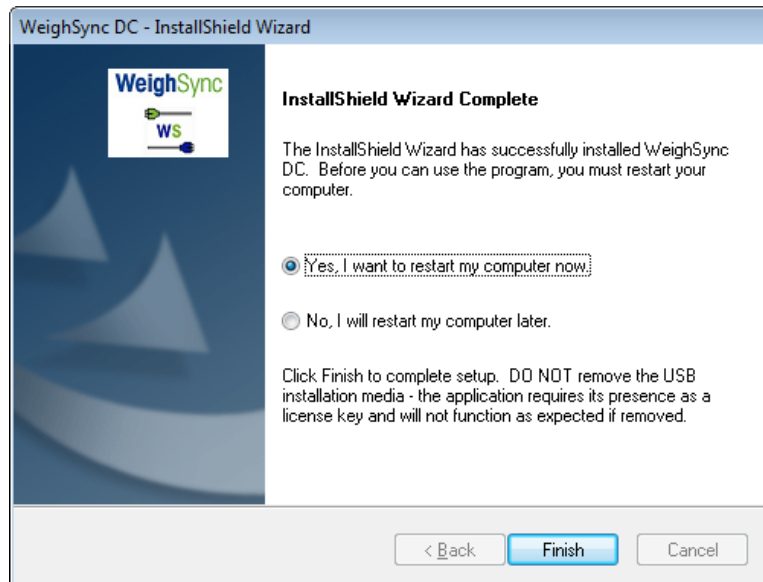 WeighSync DC - InstallShield Wizard
WeighSync
WS
InstallShield Wizard Complete
The InstallShield Wizard has successfully installed WeighSync
DC. Before you can use the program, you must restart your
computer.
Yes, I want to restart my computer now.
No, I will restart my computer later.
Click Finish to complete setup. DO NOT remove the USB
installation media - the application requires its presence as a
license key and will not function as expected if removed.
< Back
Finish
Cancel